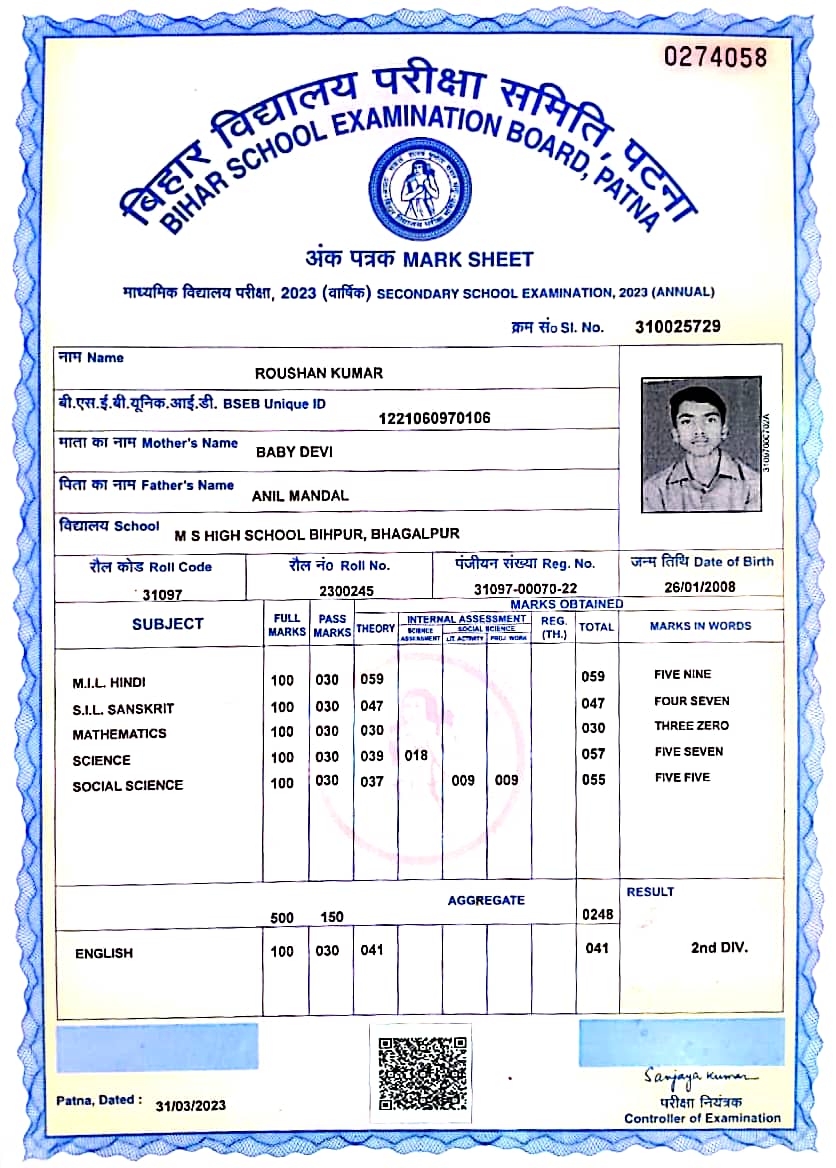 0274058
बिहार विद्यालय परीक्षा समिति, पटना
BIHAR SCHOOL EXAMINATION BOARD, PATNA
अंक पत्रक MARK SHEET
माध्यमिक विद्यालय परीक्षा, 2023 (वार्षिक) SECONDARY SCHOOL EXAMINATION, 2023 (ANNUAL)
क्रम सं० Sl. No. 310025729
नाम Name ROUSHAN KUMAR
बी.एस.ई.बी.यूनिक.आई.डी. BSEB Unique ID 1221060970106
माता का नाम Mother's Name BABY DEVI
पिता का नाम Father's Name ANIL MANDAL
विद्यालय School M S HIGH SCHOOL BIHPUR, BHAGALPUR
रौल कोड Roll Code रौल नं० Roll No. पंजीयन संख्या Reg. No. जन्म तिथि Date of Birth
31097 2300245 31097-00070-22 26/01/2008
MARKS OBTAINED
SUBJECT FULL MARKS PASS MARKS THEORY INTERNAL ASSESSMENT REG. (TH.) TOTAL MARKS IN WORDS
SCIENCE ASSESSMENT SOCIAL SCIENCE
LIT. ACTIVITY PROJ. WORK
M.I.L. HINDI 100 030 059 059 FIVE NINE
S.I.L. SANSKRIT 100 030 047 047 FOUR SEVEN
MATHEMATICS 100 030 030 030 THREE ZERO
SCIENCE 100 030 039 018 057 FIVE SEVEN
SOCIAL SCIENCE 100 030 037 009 009 055 FIVE FIVE
AGGREGATE RESULT
500 150 0248
ENGLISH 100 030 041 041 2nd DIV.
Patna, Dated : 31/03/2023
Sanjaya Kumar
परीक्षा नियंत्रक
Controller of Examination